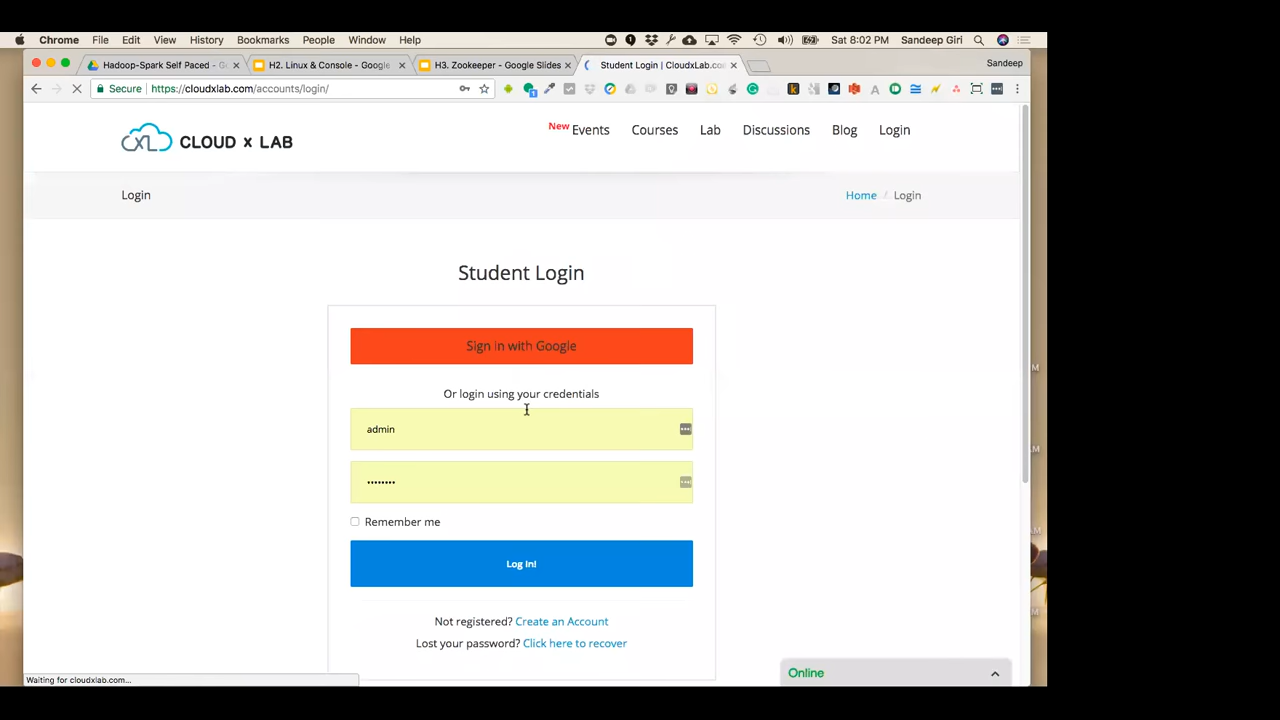 Chrome File Edit View History Bookmarks People Window Help Sat 8:02 PM Sandeep Giri
Hadoop-Spark Self Paced - Go H2. Linux & Console - Google H3. Zookeeper - Google Slides Student Login | CloudxLab.co Sandeep
Secure https://cloudxlab.com/accounts/login/
CLOUD x LAB
New Events Courses Lab Discussions Blog Login
Login Home / Login
Student Login
Sign in with Google
Or login using your credentials
admin
••••••••
Remember me
Log in!
Not registered? Create an Account
Lost your password? Click here to recover
Online
Waiting for cloudxlab.com...